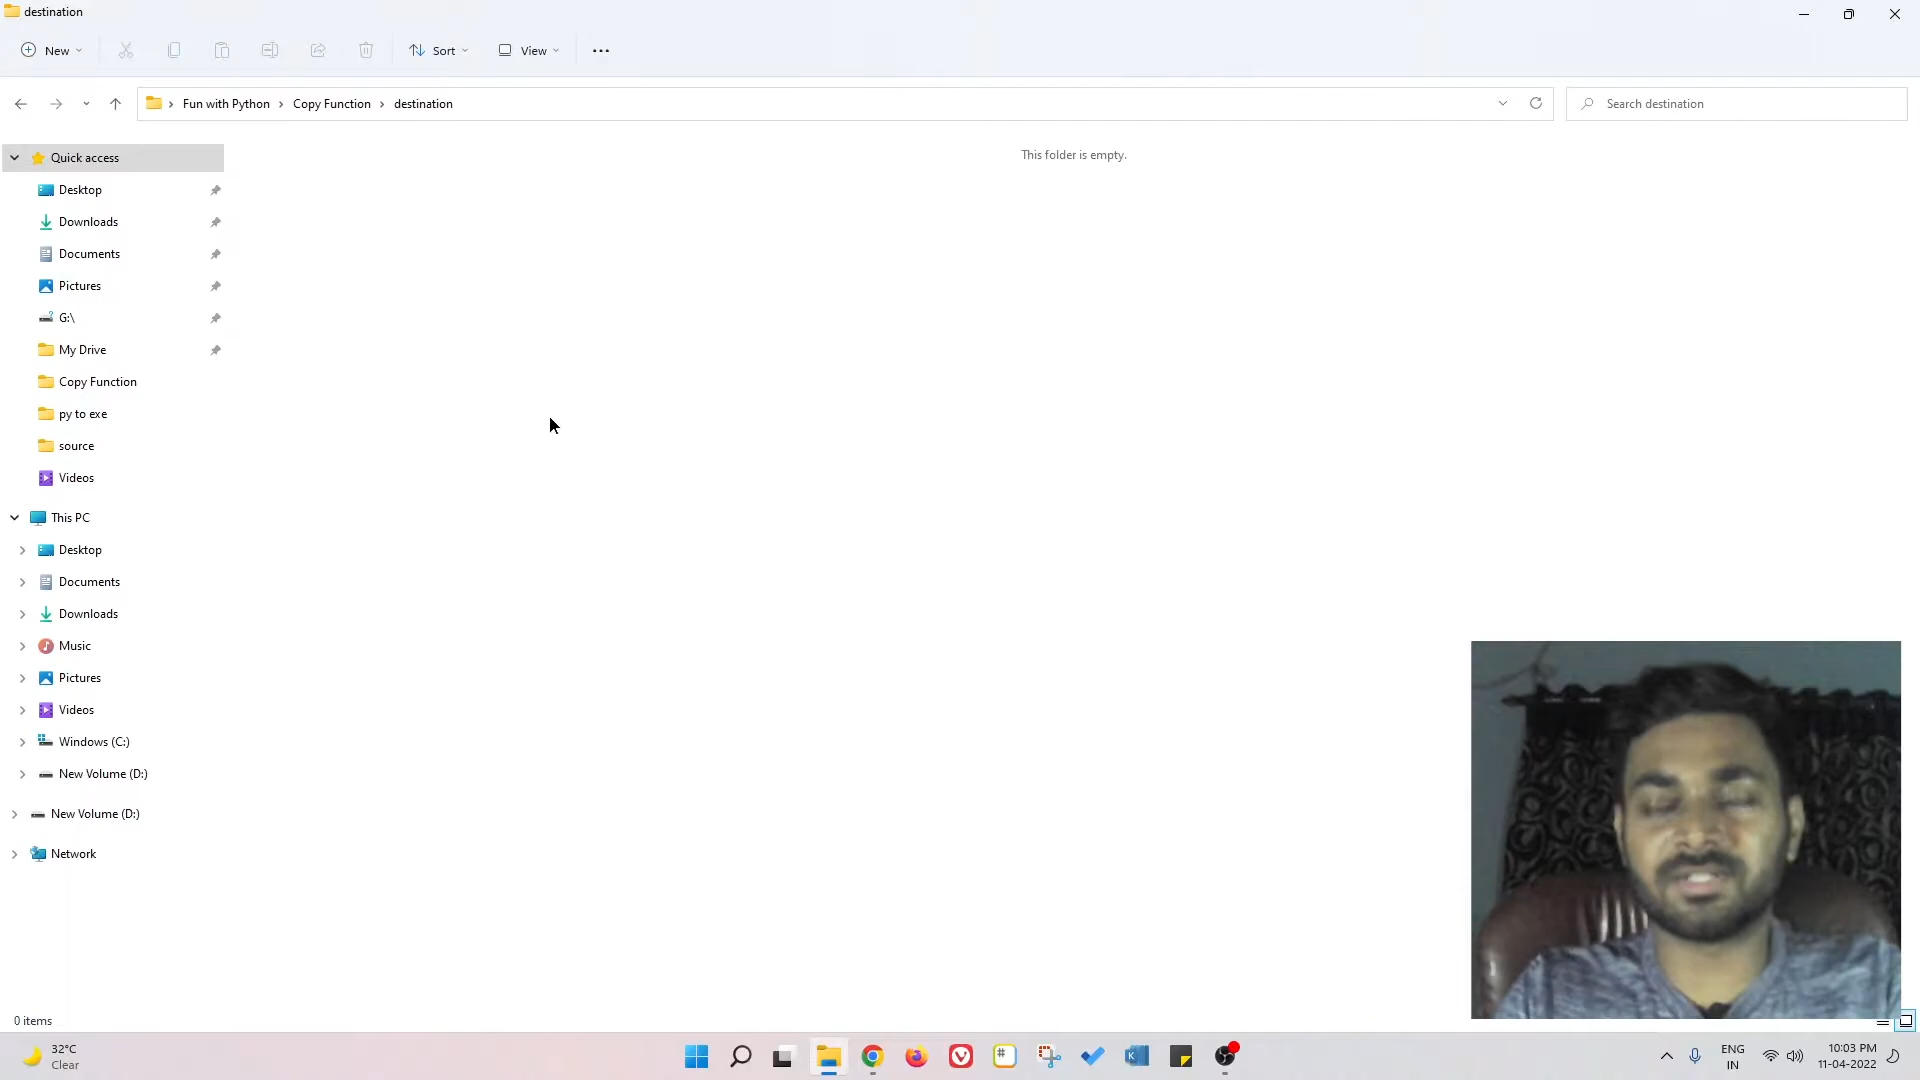 destination
New
Sort
View
Fun with Python
Copy Function
destination
Search destination
Quick access
Desktop
Downloads
Documents
Pictures
G:\
My Drive
Copy Function
py to exe
source
Videos
This folder is empty.
This PC
Desktop
Documents
Downloads
Music
Pictures
Videos
Windows (C:)
New Volume (D:)
New Volume (D:)
Network
0 items
32°C
Clear
ENG
IN
10:03 PM
11-04-2022